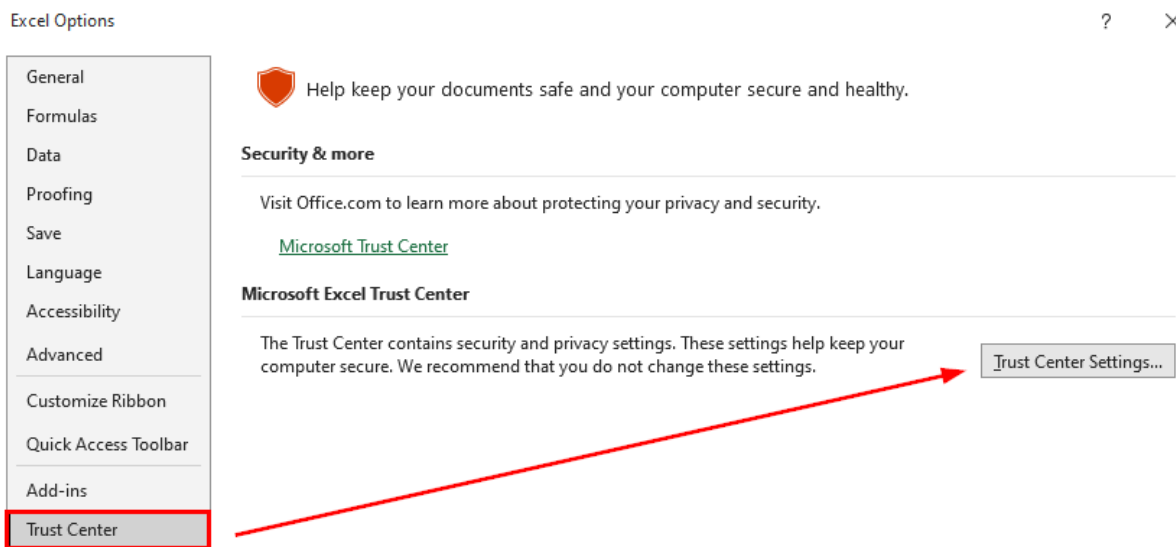 Excel Options
?
General
Formulas
Data
Proofing
Save
Language
Accessibility
Advanced
Customize Ribbon
Quick Access Toolbar
Add-ins
Trust Center
Help keep your documents safe and your computer secure and healthy.
Security & more
Visit Office.com to learn more about protecting your privacy and security.
Microsoft Trust Center
Microsoft Excel Trust Center
The Trust Center contains security and privacy settings. These settings help keep your
computer secure. We recommend that you do not change these settings.
Trust Center Settings...